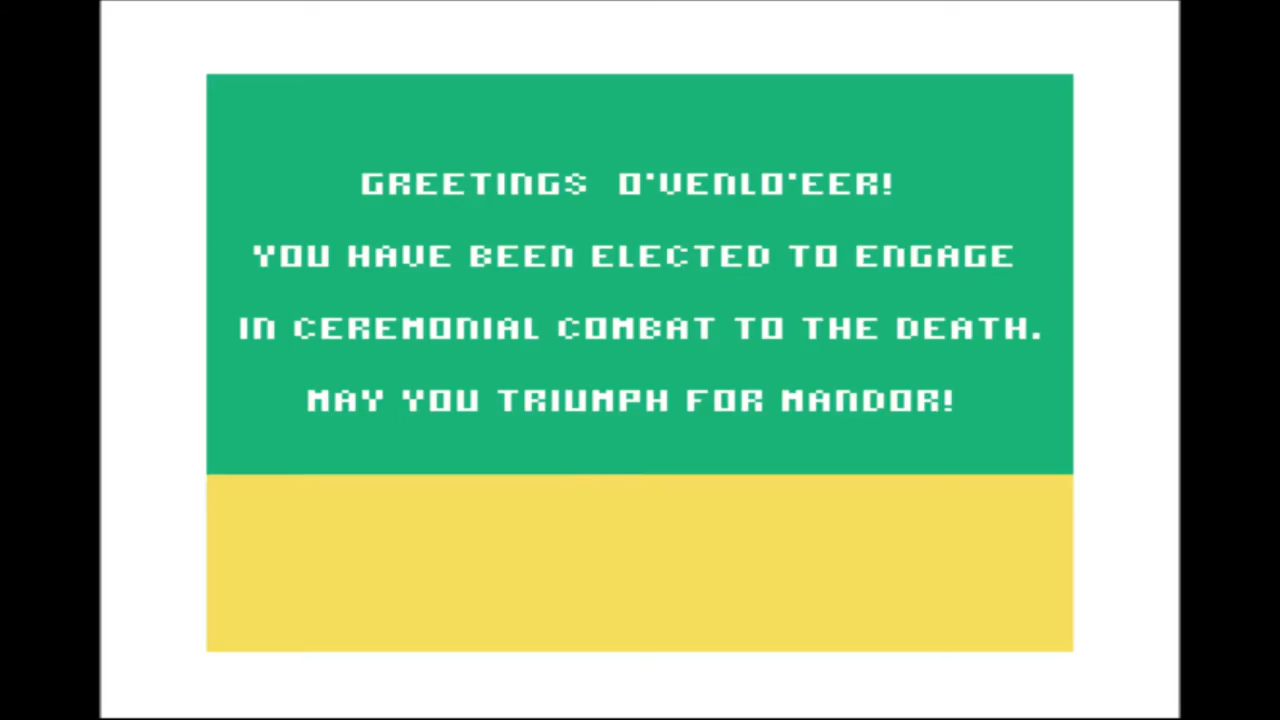 GREETINGS O'VENLO'EER!
YOU HAVE BEEN ELECTED TO ENGAGE
IN CEREMONIAL COMBAT TO THE DEATH.
MAY YOU TRIUMPH FOR MANDOR!